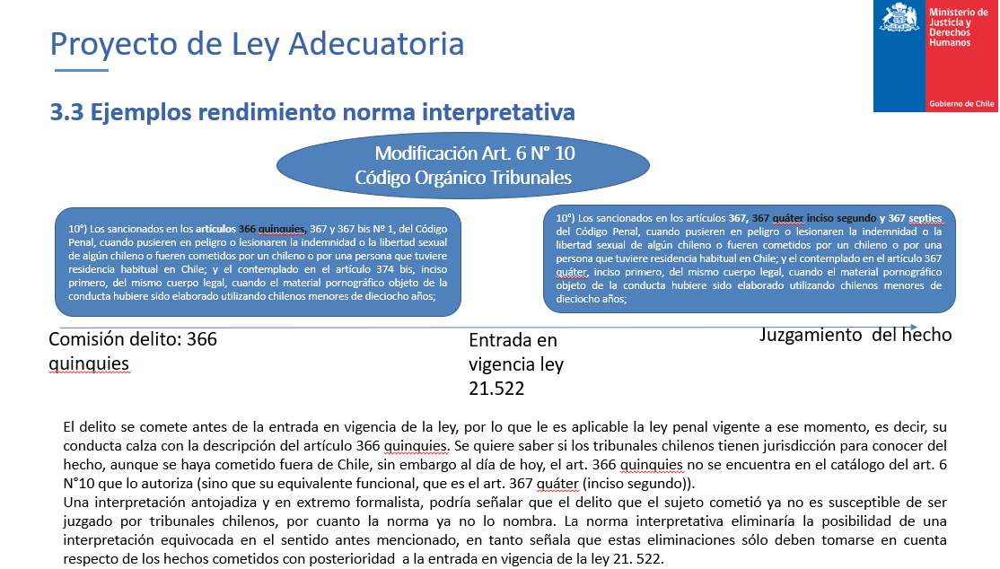 Proyecto de Ley Adecuatoria
Ministerio de
Justicia y
Derechos
Humanos
Gobierno de Chile
3.3 Ejemplos rendimiento norma interpretativa
Modificación Art. 6 N° 10
Código Orgánico Tribunales
10°) Los sancionados en los artículos 366 quinquies, 367 y 367 bis Nº 1, del Código
Penal, cuando pusieren en peligro o lesionaren la indemnidad o la libertad sexual
de algún chileno o fueren cometidos por un chileno o por una persona que tuviere
residencia habitual en Chile; y el contemplado en el artículo 374 bis, inciso
primero, del mismo cuerpo legal, cuando el material pornográfico objeto de la
conducta hubiere sido elaborado utilizando chilenos menores de dieciocho años;
10°) Los sancionados en los artículos 367, 367 quáter inciso segundo y 367 septies
del Código Penal, cuando pusieren en peligro o lesionaren la indemnidad o la
libertad sexual de algún chileno o fueren cometidos por un chileno o por una
persona que tuviere residencia habitual en Chile; y el contemplado en el artículo 367
quáter, inciso primero, del mismo cuerpo legal, cuando el material pornográfico
objeto de la conducta hubiere sido elaborado utilizando chilenos menores de
dieciocho años;
Comisión delito: 366
quinquies
Entrada en
vigencia ley
21.522
Juzgamiento del hecho
El delito se comete antes de la entrada en vigencia de la ley, por lo que le es aplicable la ley penal vigente a ese momento, es decir, su
conducta calza con la descripción del artículo 366 quinquies. Se quiere saber si los tribunales chilenos tienen jurisdicción para conocer del
hecho, aunque se haya cometido fuera de Chile, sin embargo al día de hoy, el art. 366 quinquies no se encuentra en el catálogo del art. 6
N°10 que lo autoriza (sino que su equivalente funcional, que es el art. 367 quáter (inciso segundo)).
Una interpretación antojadiza y en extremo formalista, podría señalar que el delito que el sujeto cometió ya no es susceptible de ser
juzgado por tribunales chilenos, por cuanto la norma ya no lo nombra. La norma interpretativa eliminaría la posibilidad de una
interpretación equivocada en el sentido antes mencionado, en tanto señala que estas eliminaciones sólo deben tomarse en cuenta
respecto de los hechos cometidos con posterioridad a la entrada en vigencia de la ley 21. 522.